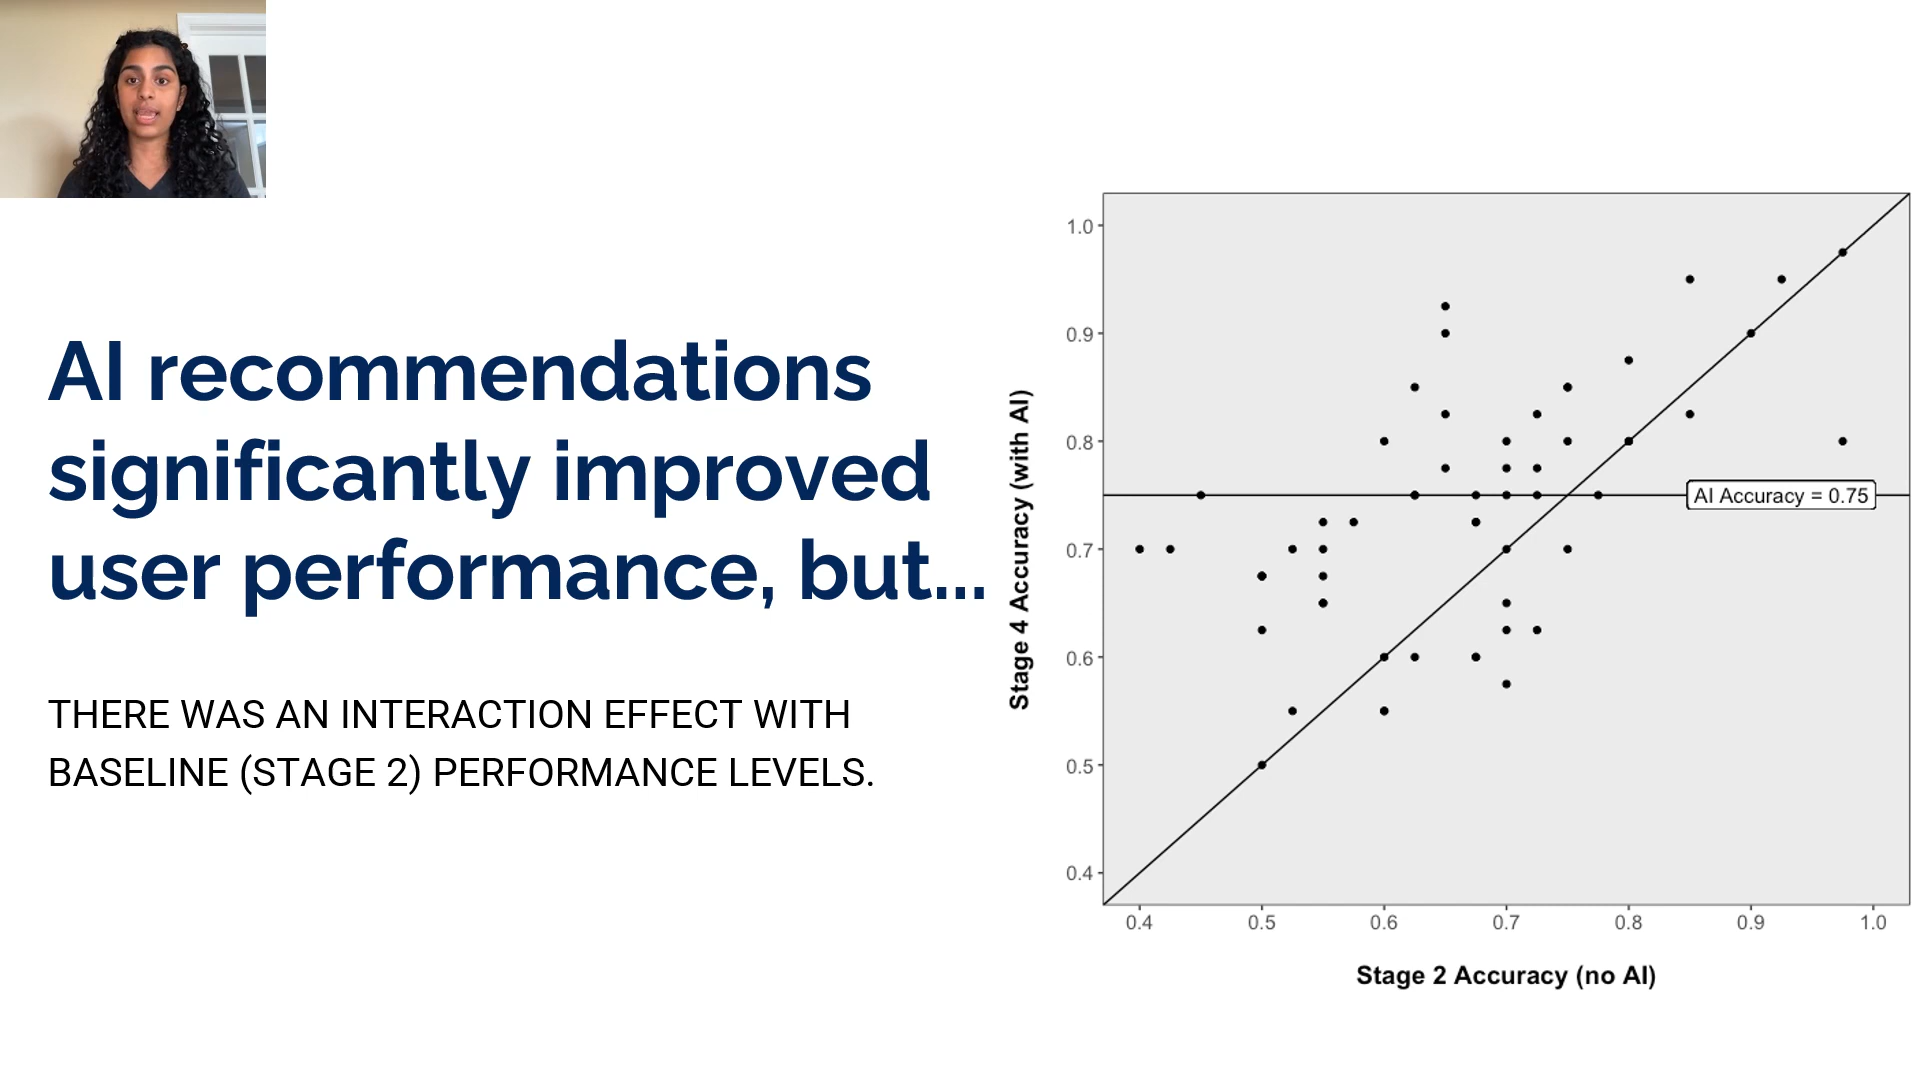 AI recommendations
significantly improved
user performance, but...
THERE WAS AN INTERACTION EFFECT WITH
BASELINE (STAGE 2) PERFORMANCE LEVELS.
Stage 4 Accuracy (with AI)
1.0
0.9
0.8
0.7
0.6
0.5
0.4
AI Accuracy = 0.75
0.4 0.5 0.6 0.7 0.8 0.9 1.0
Stage 2 Accuracy (no AI)